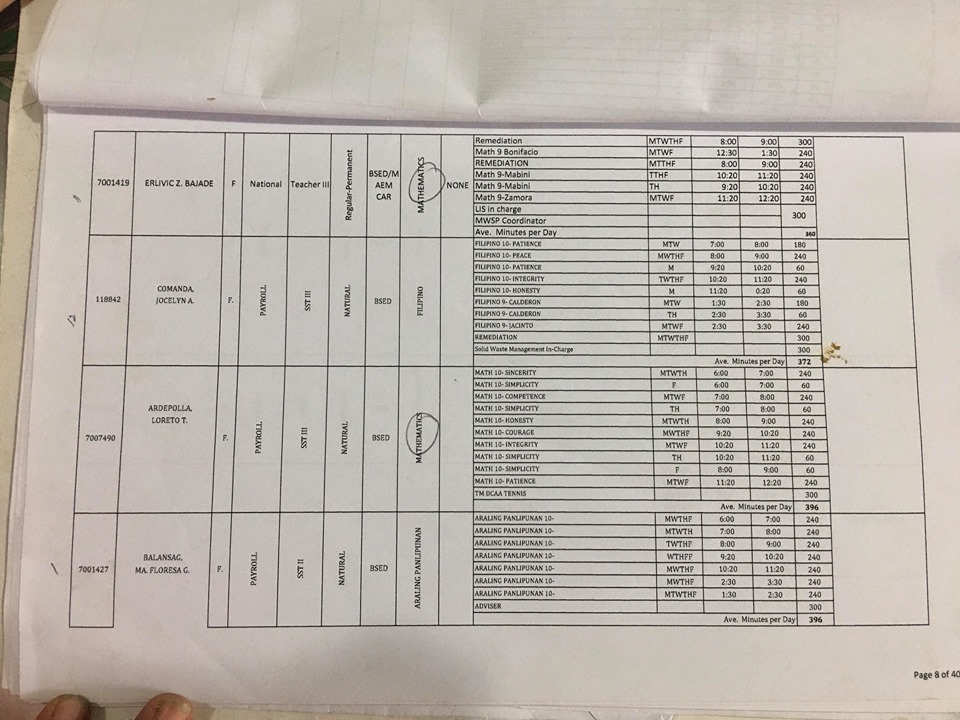 7001419 ERLIVIC Z. BAJADE F National Teacher III Regular-Permanent BSED/M AEM CAR MATHEMATICS NONE
Remediation MTWTHF 8:00 9:00 300
Math 9 Bonifacio MTWF 12:30 1:30 240
REMEDIATION MTTHF 8:00 9:00 240
Math 9-Mabini TTHF 10:20 11:20 240
Math 9-Mabini TH 9:20 10:20 240
Math 9-Zamora MTWF 11:20 12:20 240
LIS in charge
300
MWSP Coordinator
Ave. Minutes per Day 360
118842 COMANDA, JOCELYN A. F. PAYROLL SST III NATURAL BSED FILIPINO
FILIPINO 10- PATIENCE MTW 7:00 8:00 180
FILIPINO 10- PEACE MWTHF 8:00 9:00 240
FILIPINO 10- PATIENCE M 9:20 10:20 60
FILIPINO 10- INTEGRITY TWTHF 10:20 11:20 240
FILIPINO 10- HONESTY M 11:20 0:20 60
FILIPINO 9- CALDERON MTW 1:30 2:30 180
FILIPINO 9- CALDERON TH 2:30 3:30 60
FILIPINO 9- JACINTO MTWF 2:30 3:30 240
REMEDIATION MTWTHF 300
Solid Waste Management In-Charge 300
Ave. Minutes per Day 372
7007490 ARDEPOLLA, LORETO T. F. PAYROLL SST III NATURAL BSED MATHEMATICS
MATH 10- SINCERITY MTWTH 6:00 7:00 240
MATH 10- SIMPLICITY F 6:00 7:00 60
MATH 10- COMPETENCE MTWF 7:00 8:00 240
MATH 10- SIMPLICITY TH 7:00 8:00 60
MATH 10- HONESTY MTWTH 8:00 9:00 240
MATH 10- COURAGE MWTHF 9:20 10:20 240
MATH 10- INTEGRITY MTWF 10:20 11:20 240
MATH 10- SIMPLICITY TH 10:20 11:20 60
MATH 10- SIMPLICITY F 8:00 9:00 60
MATH 10- PATIENCE MTWF 11:20 12:20 240
TM DCAA TENNIS 300
Ave. Minutes per Day 396
7001427 BALANSAG, MA. FLORESA G. F. PAYROLL SST II NATURAL BSED ARALING PANLIPUNAN
ARALING PANLIPUNAN 10- MWTHF 6:00 7:00 240
ARALING PANLIPUNAN 10- MTWTH 7:00 8:00 240
ARALING PANLIPUNAN 10- TWTHF 8:00 9:00 240
ARALING PANLIPUNAN 10- WTHFF 9:20 10:20 240
ARALING PANLIPUNAN 10- MWTHF 10:20 11:20 240
ARALING PANLIPUNAN 10- MWTHF 2:30 3:30 240
ARALING PANLIPUNAN 10- MTWTHF 1:30 2:30 240
ADVISER 300
Ave. Minutes per Day 396
Page 8 of 40